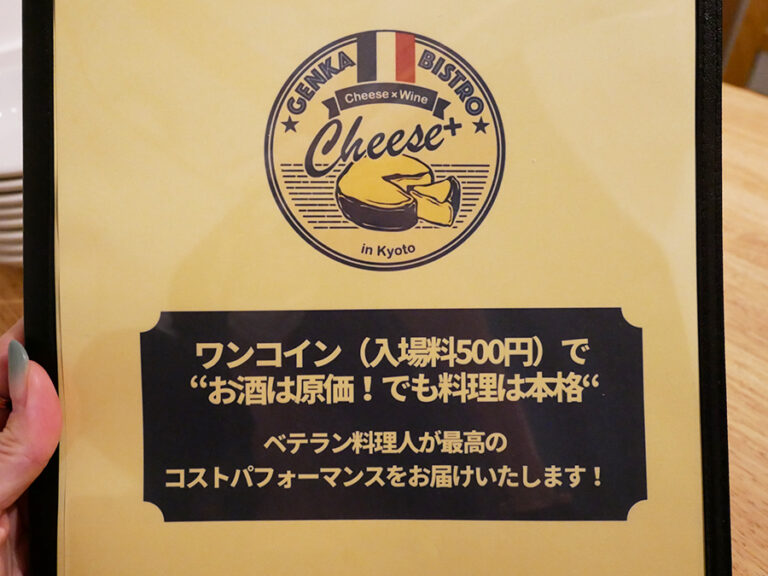 GENKA BISTRO
Cheese×Wine
Cheese+
in Kyoto
ワンコイン（入場料500円）で
“お酒は原価！でも料理は本格“
ベテラン料理人が最高の
コストパフォーマンスをお届けいたします！